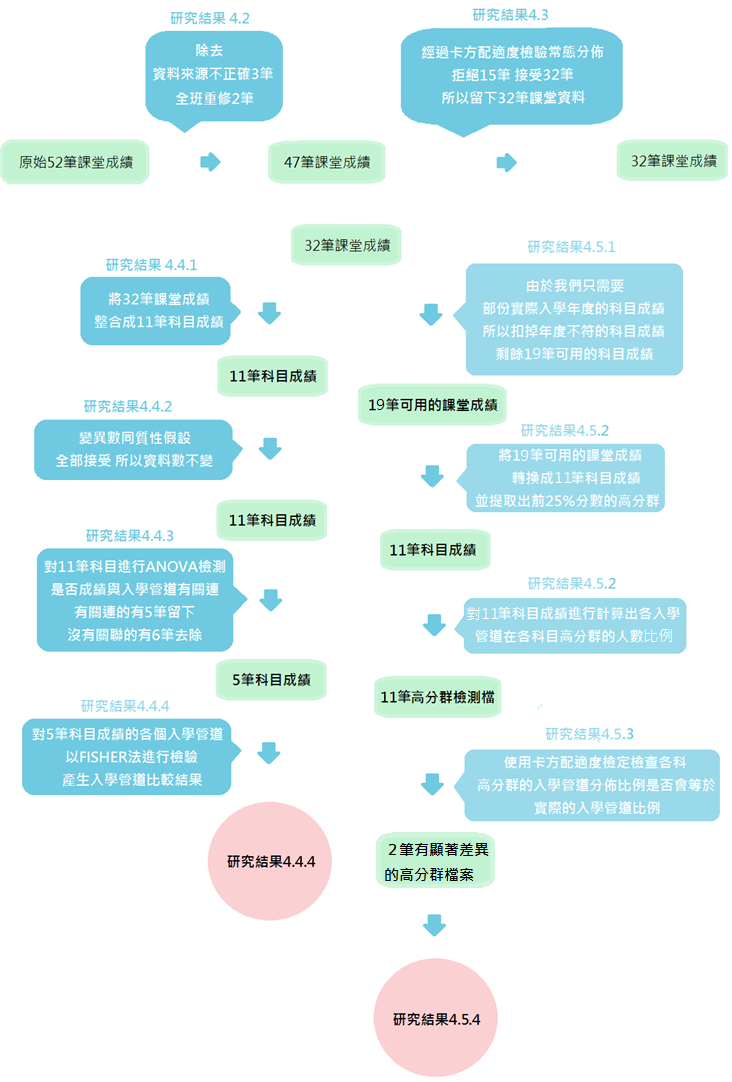 研究結果 4.2
除去
資料來源不正確3筆
全班重修2筆
研究結果4.3
經過卡方配適度檢驗常態分佈
拒絕15筆 接受32筆
所以留下32筆課堂資料
原始52筆課堂成績
47筆課堂成績
32筆課堂成績
32筆課堂成績
研究結果 4.4.1
將32筆課堂成績
整合成11筆科目成績
11筆科目成績
研究結果4.4.2
變異數同質性假設
全部接受 所以資料數不變
11筆科目成績
研究結果4.4.3
對11筆科目進行ANOVA檢測
是否成績與入學管道有關連
有關連的有5筆留下
沒有關聯的有6筆去除
5筆科目成績
研究結果4.4.4
對5筆科目成績的各個入學管道
以FISHER法進行檢驗
產生入學管道比較結果
研究結果4.4.4
研究結果4.5.1
由於我們只需要
部份實際入學年度的科目成績
所以扣掉年度不符的科目成績
剩餘19筆可用的科目成績
19筆可用的課堂成績
研究結果4.5.2
將19筆可用的課堂成績
轉換成11筆科目成績
並提取出前25%分數的高分群
11筆科目成績
研究結果4.5.2
對11筆科目成績進行計算出各入學
管道在各科目高分群的人數比例
11筆高分群檢測檔
研究結果4.5.3
使用卡方配適度檢定檢查各科
高分群的入學管道分佈比例是否會等於
實際的入學管道比例
２筆有顯著差異
的高分群檔案
研究結果4.5.4